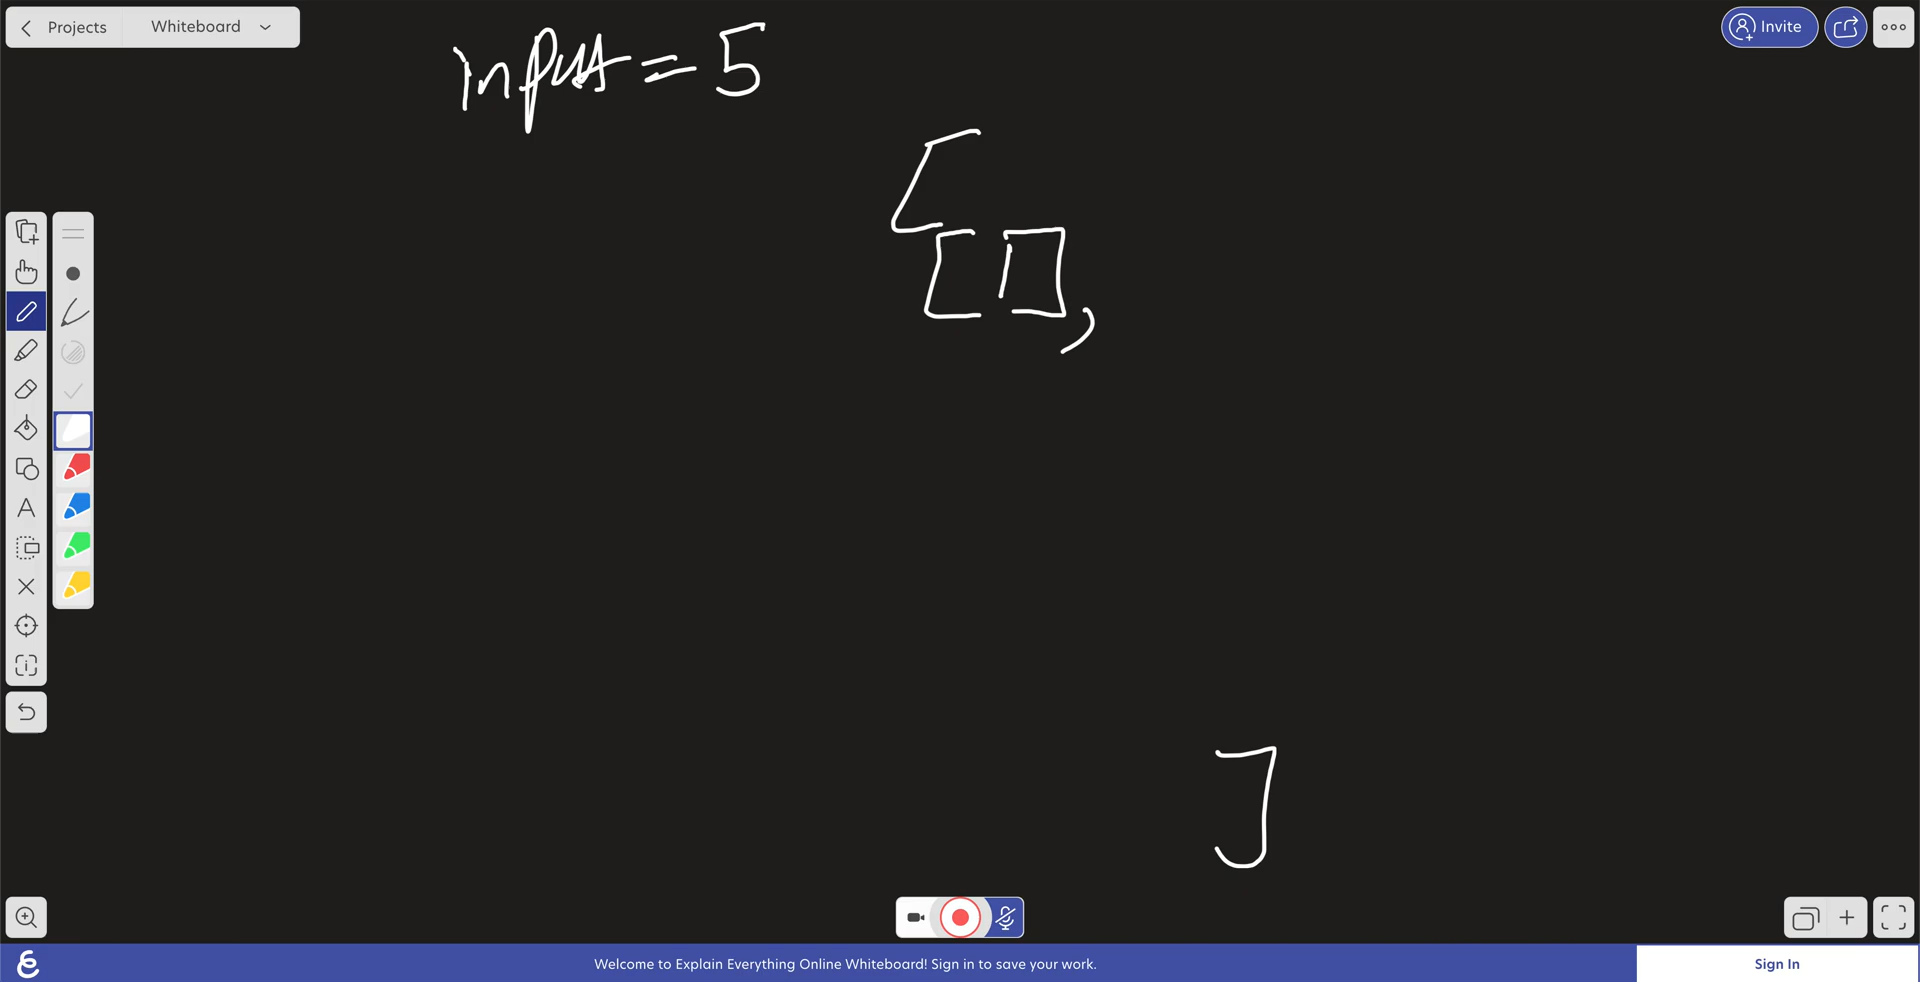 Projects
Whiteboard
Invite
input = 5
[
[1],
]
Welcome to Explain Everything Online Whiteboard! Sign in to save your work.
Sign In